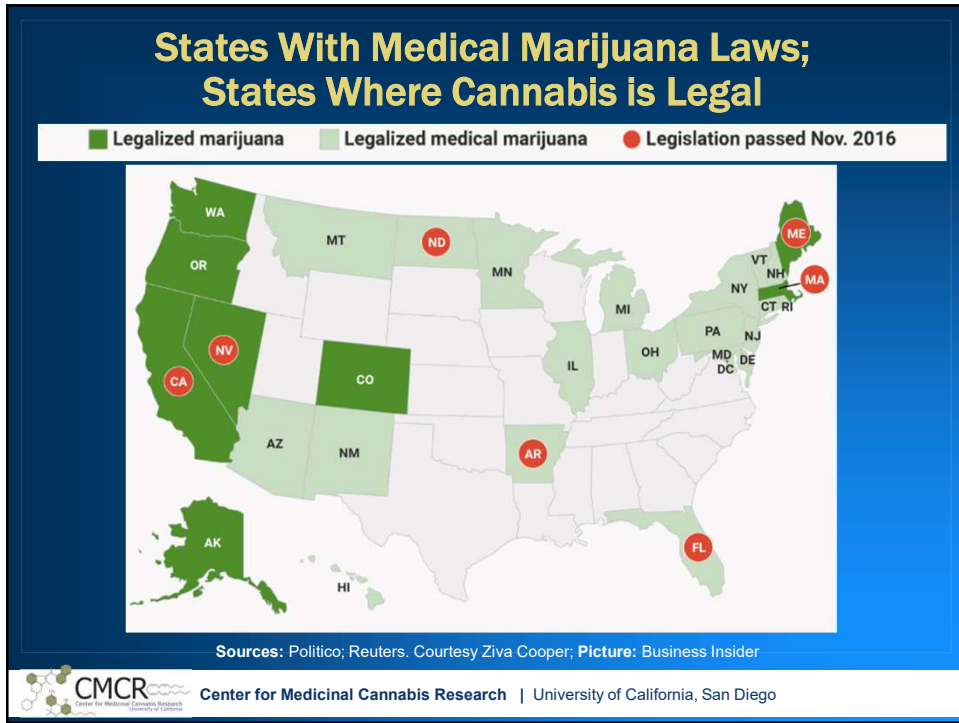 States With Medical Marijuana Laws;
States Where Cannabis is Legal
Legalized marijuana Legalized medical marijuana Legislation passed Nov. 2016
WA
MT
ND
MN
OR
ME
VT
NH
MA
NY
CT RI
MI
PA
NJ
NV
OH
MD DE
DC
IL
CA
CO
AZ
NM
AR
AK
FL
HI
Sources: Politico; Reuters. Courtesy Ziva Cooper; Picture: Business Insider
CMCR
Center for Medicinal Cannabis Research
University of California
Center for Medicinal Cannabis Research | University of California, San Diego